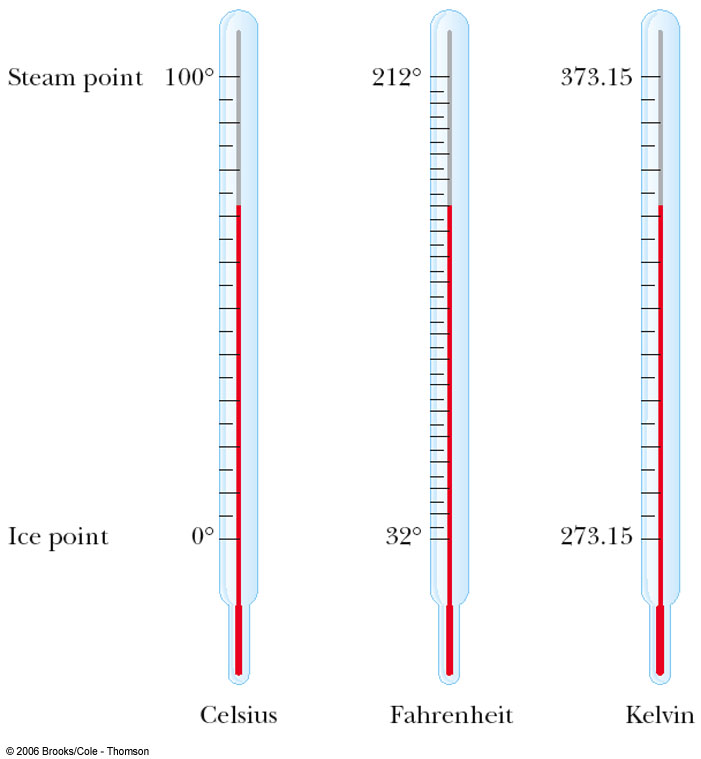 Steam point 100° 212° 373.15
Ice point 0° 32° 273.15
Celsius Fahrenheit Kelvin
© 2006 Brooks/Cole - Thomson